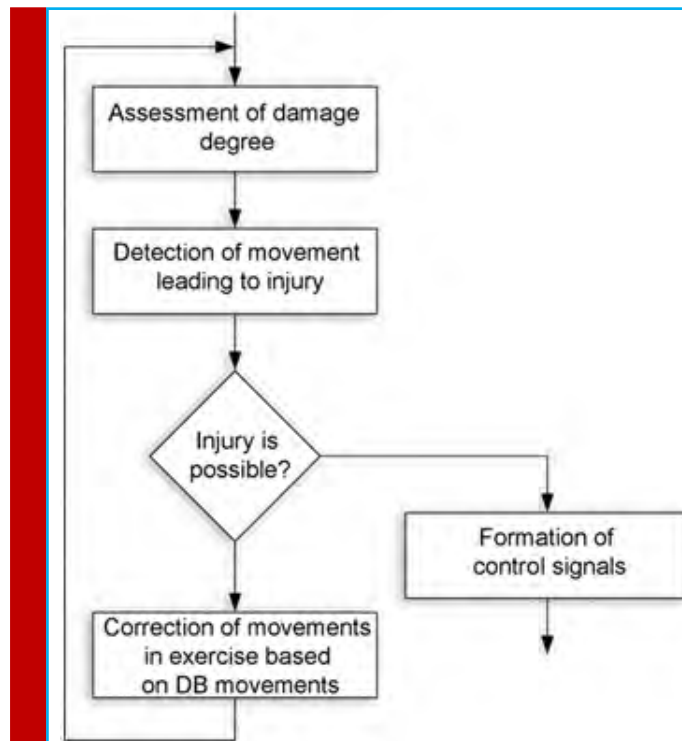 Assessment of damage
degree
Detection of movement
leading to injury
Injury is
possible?
Formation of
control signals
Correction of movements
in exercise based
on DB movements